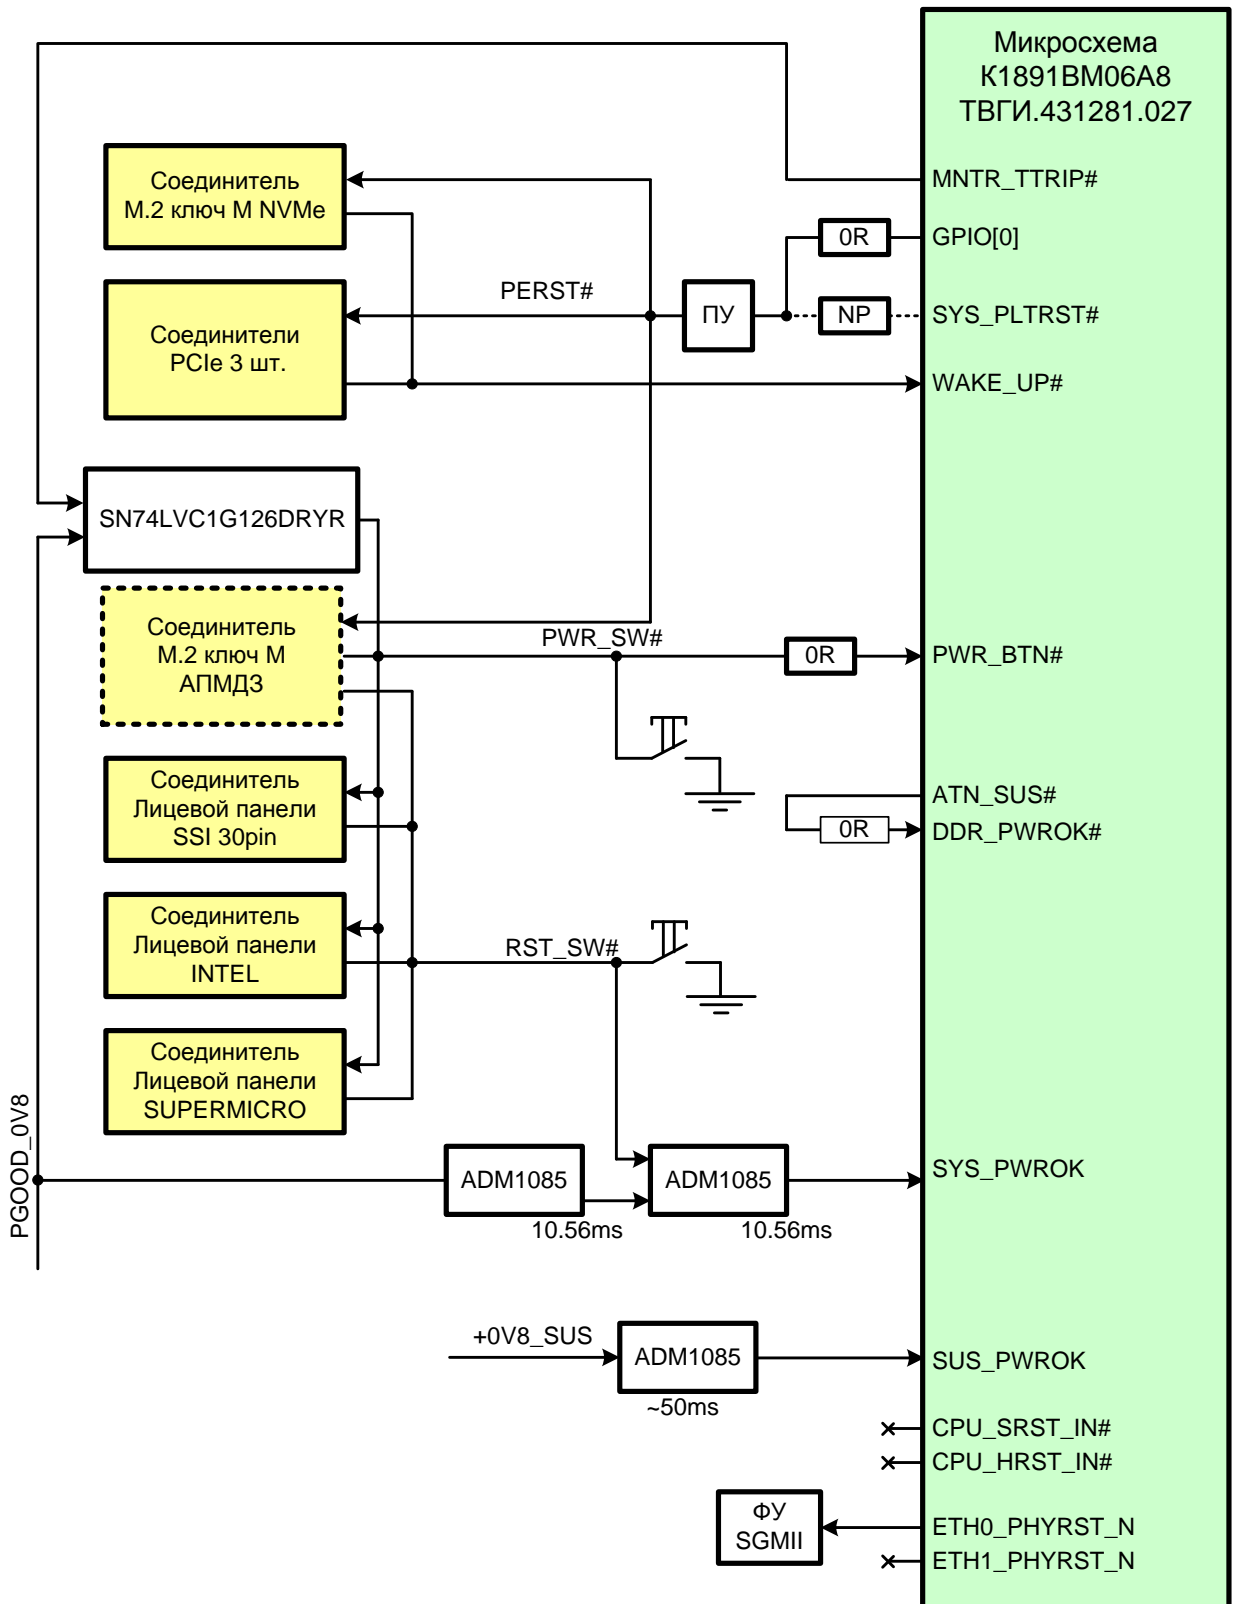 Микросхема
К1891ВМ06А8
ТВГИ.431281.027
MNTR_TTRIP#
Соединитель
M.2 ключ M NVMe
0R
GPIO[0]
PERST#
ПУ
NP
SYS_PLTRST#
Соединители
PCIe 3 шт.
WAKE_UP#
SN74LVC1G126DRYR
Соединитель
M.2 ключ M
АПМДЗ
PWR_SW#
0R
PWR_BTN#
Соединитель
Лицевой панели
SSI 30pin
ATN_SUS#
0R
DDR_PWROK#
Соединитель
Лицевой панели
INTEL
RST_SW#
Соединитель
Лицевой панели
SUPERMICRO
PGOOD_0V8
ADM1085
10.56ms
ADM1085
10.56ms
SYS_PWROK
+0V8_SUS
ADM1085
~50ms
SUS_PWROK
CPU_SRST_IN#
CPU_HRST_IN#
ФУ
SGMII
ETH0_PHYRST_N
ETH1_PHYRST_N